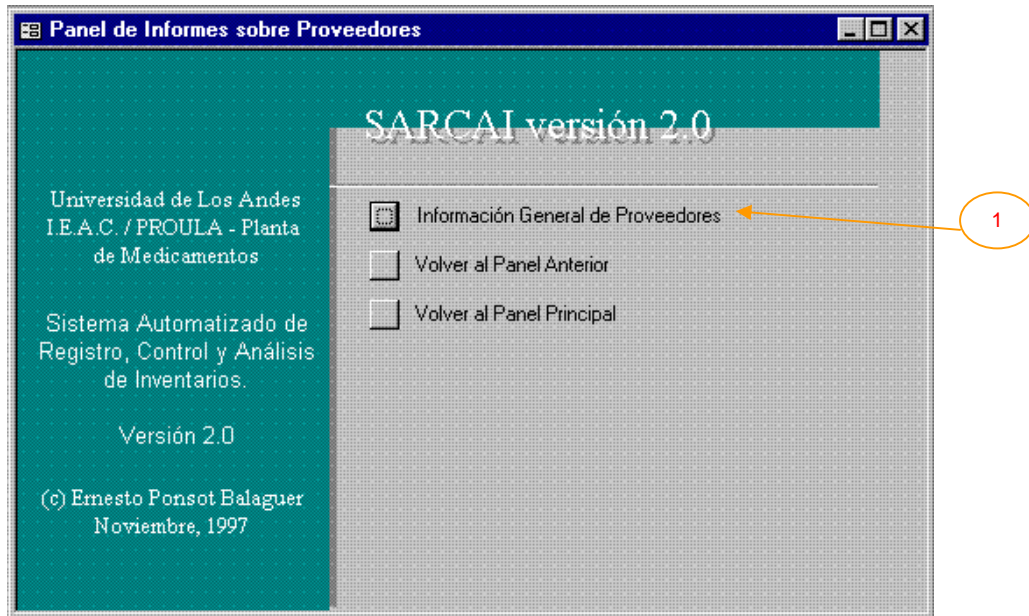 Panel de Informes sobre Proveedores
SARCAI versión 2.0
Universidad de Los Andes
I.E.A.C. / PROULA - Planta
de Medicamentos
Sistema Automatizado de
Registro, Control y Análisis
de Inventarios.
Versión 2.0
(c) Ernesto Ponsot Balaguer
Noviembre, 1997
Información General de Proveedores
1
Volver al Panel Anterior
Volver al Panel Principal